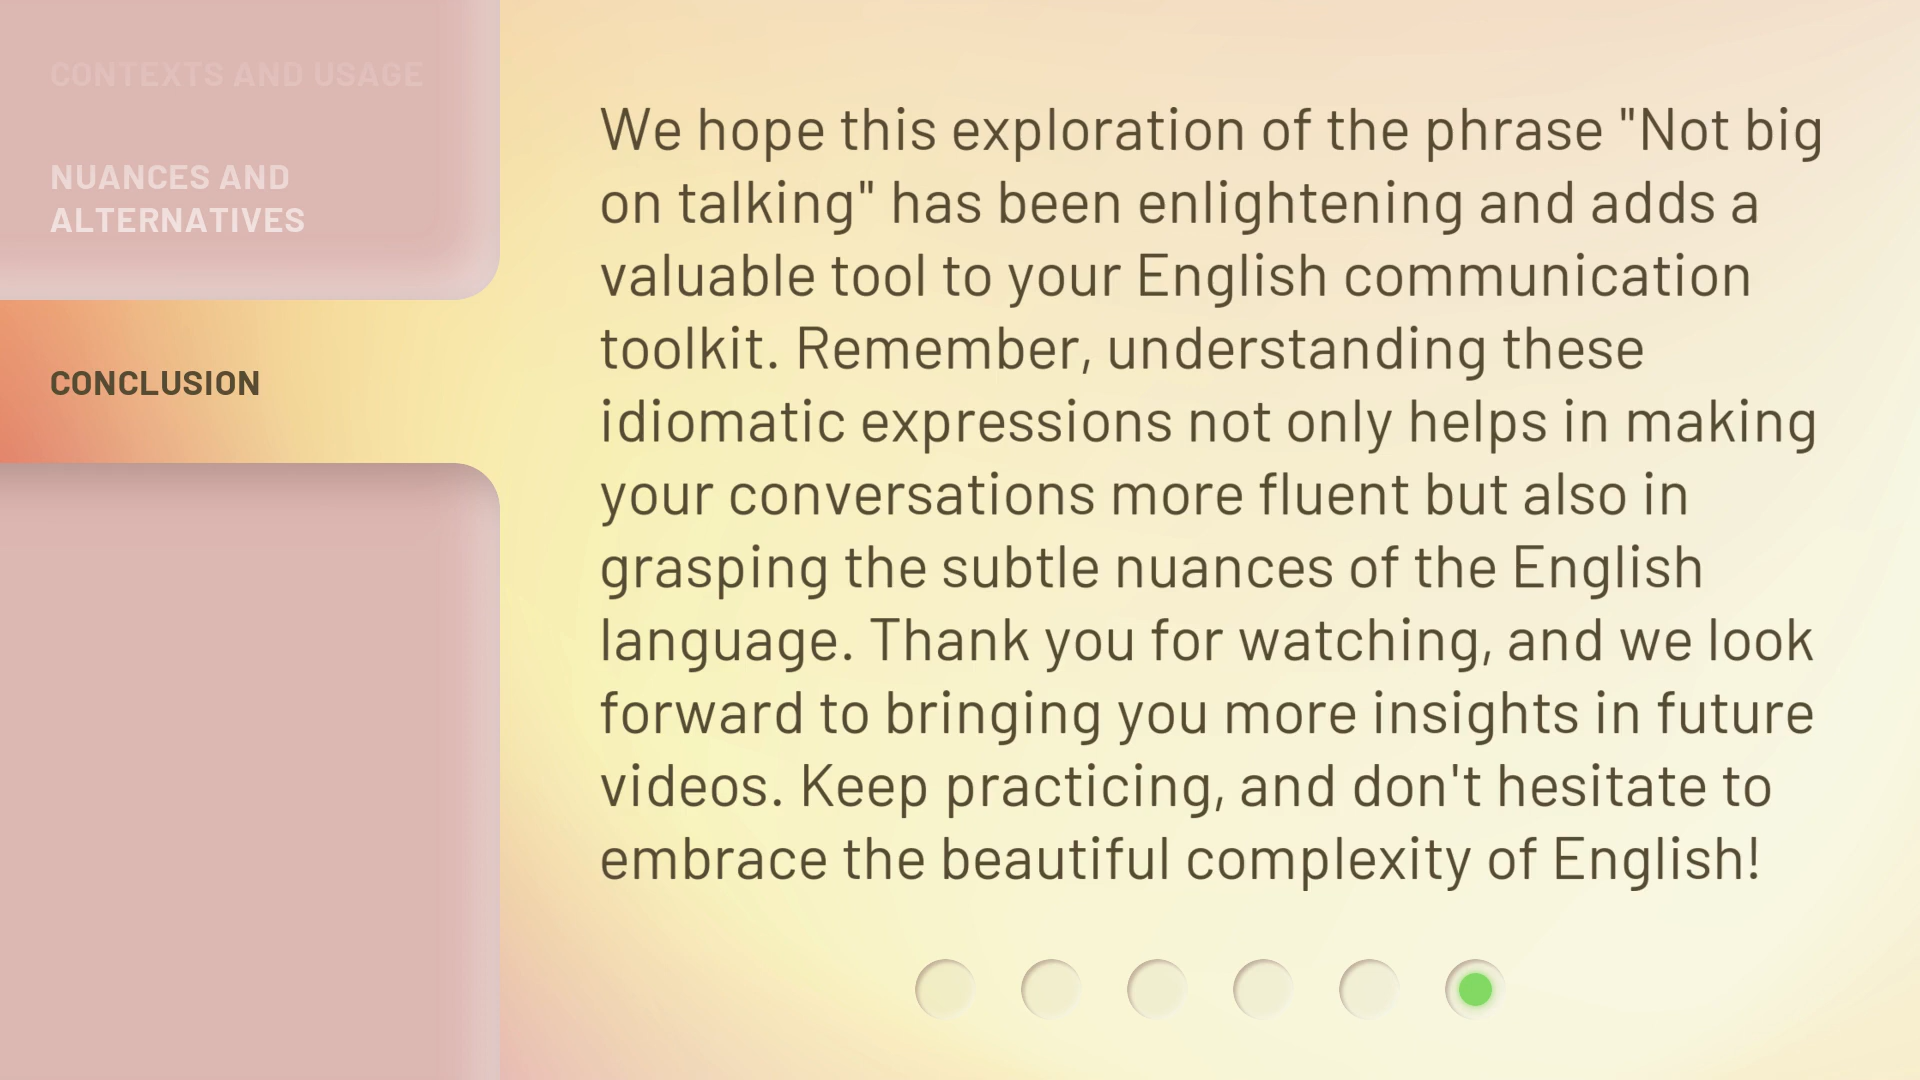 CONTEXTS AND USAGE
NUANCES AND
ALTERNATIVES
CONCLUSION
We hope this exploration of the phrase "Not big
on talking" has been enlightening and adds a
valuable tool to your English communication
toolkit. Remember, understanding these
idiomatic expressions not only helps in making
your conversations more fluent but also in
grasping the subtle nuances of the English
language. Thank you for watching, and we look
forward to bringing you more insights in future
videos. Keep practicing, and don't hesitate to
embrace the beautiful complexity of English!